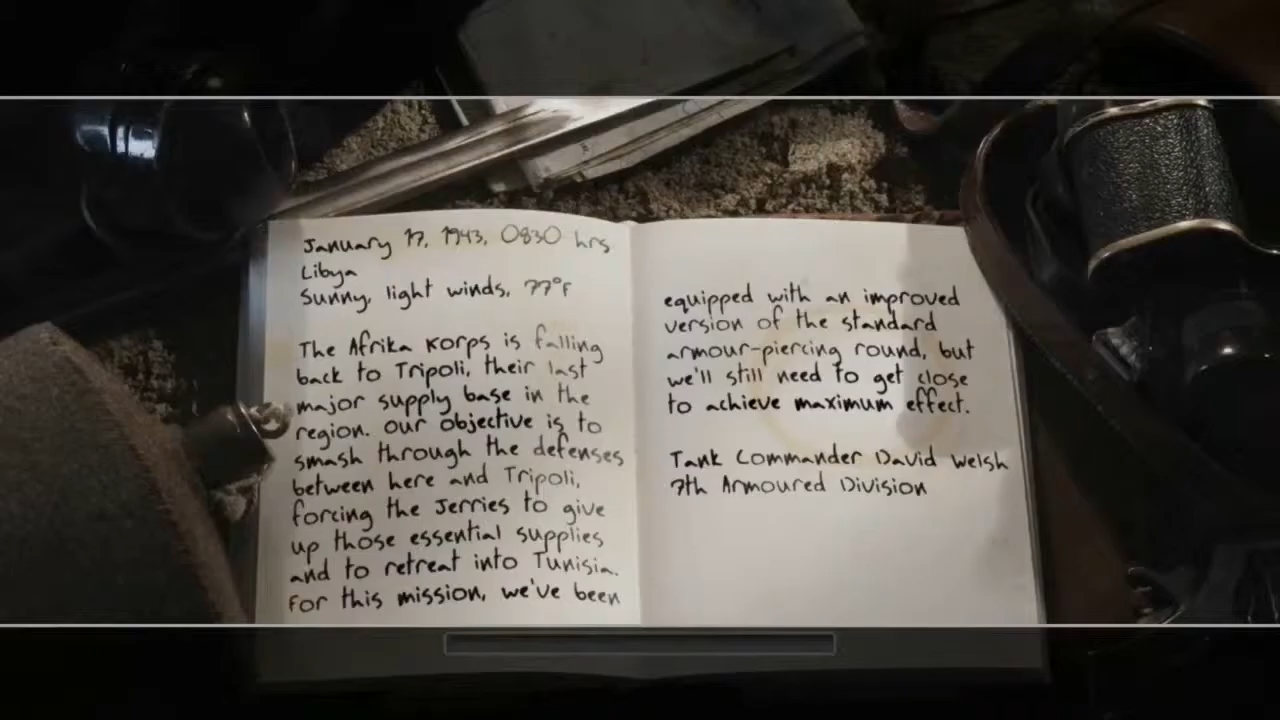 January 17, 1943, 0830 hrs
Libya
Sunny, light winds, 77°F
The Afrika Korps is falling
back to Tripoli, their last
major supply base in the
region. Our objective is to
smash through the defenses
between here and Tripoli,
forcing the Jerries to give
up those essential supplies
and to retreat into Tunisia.
For this mission, we've been
equipped with an improved
version of the standard
armour-piercing round, but
we'll still need to get close
to achieve maximum effect.
Tank Commander David Welsh
7th Armoured Division